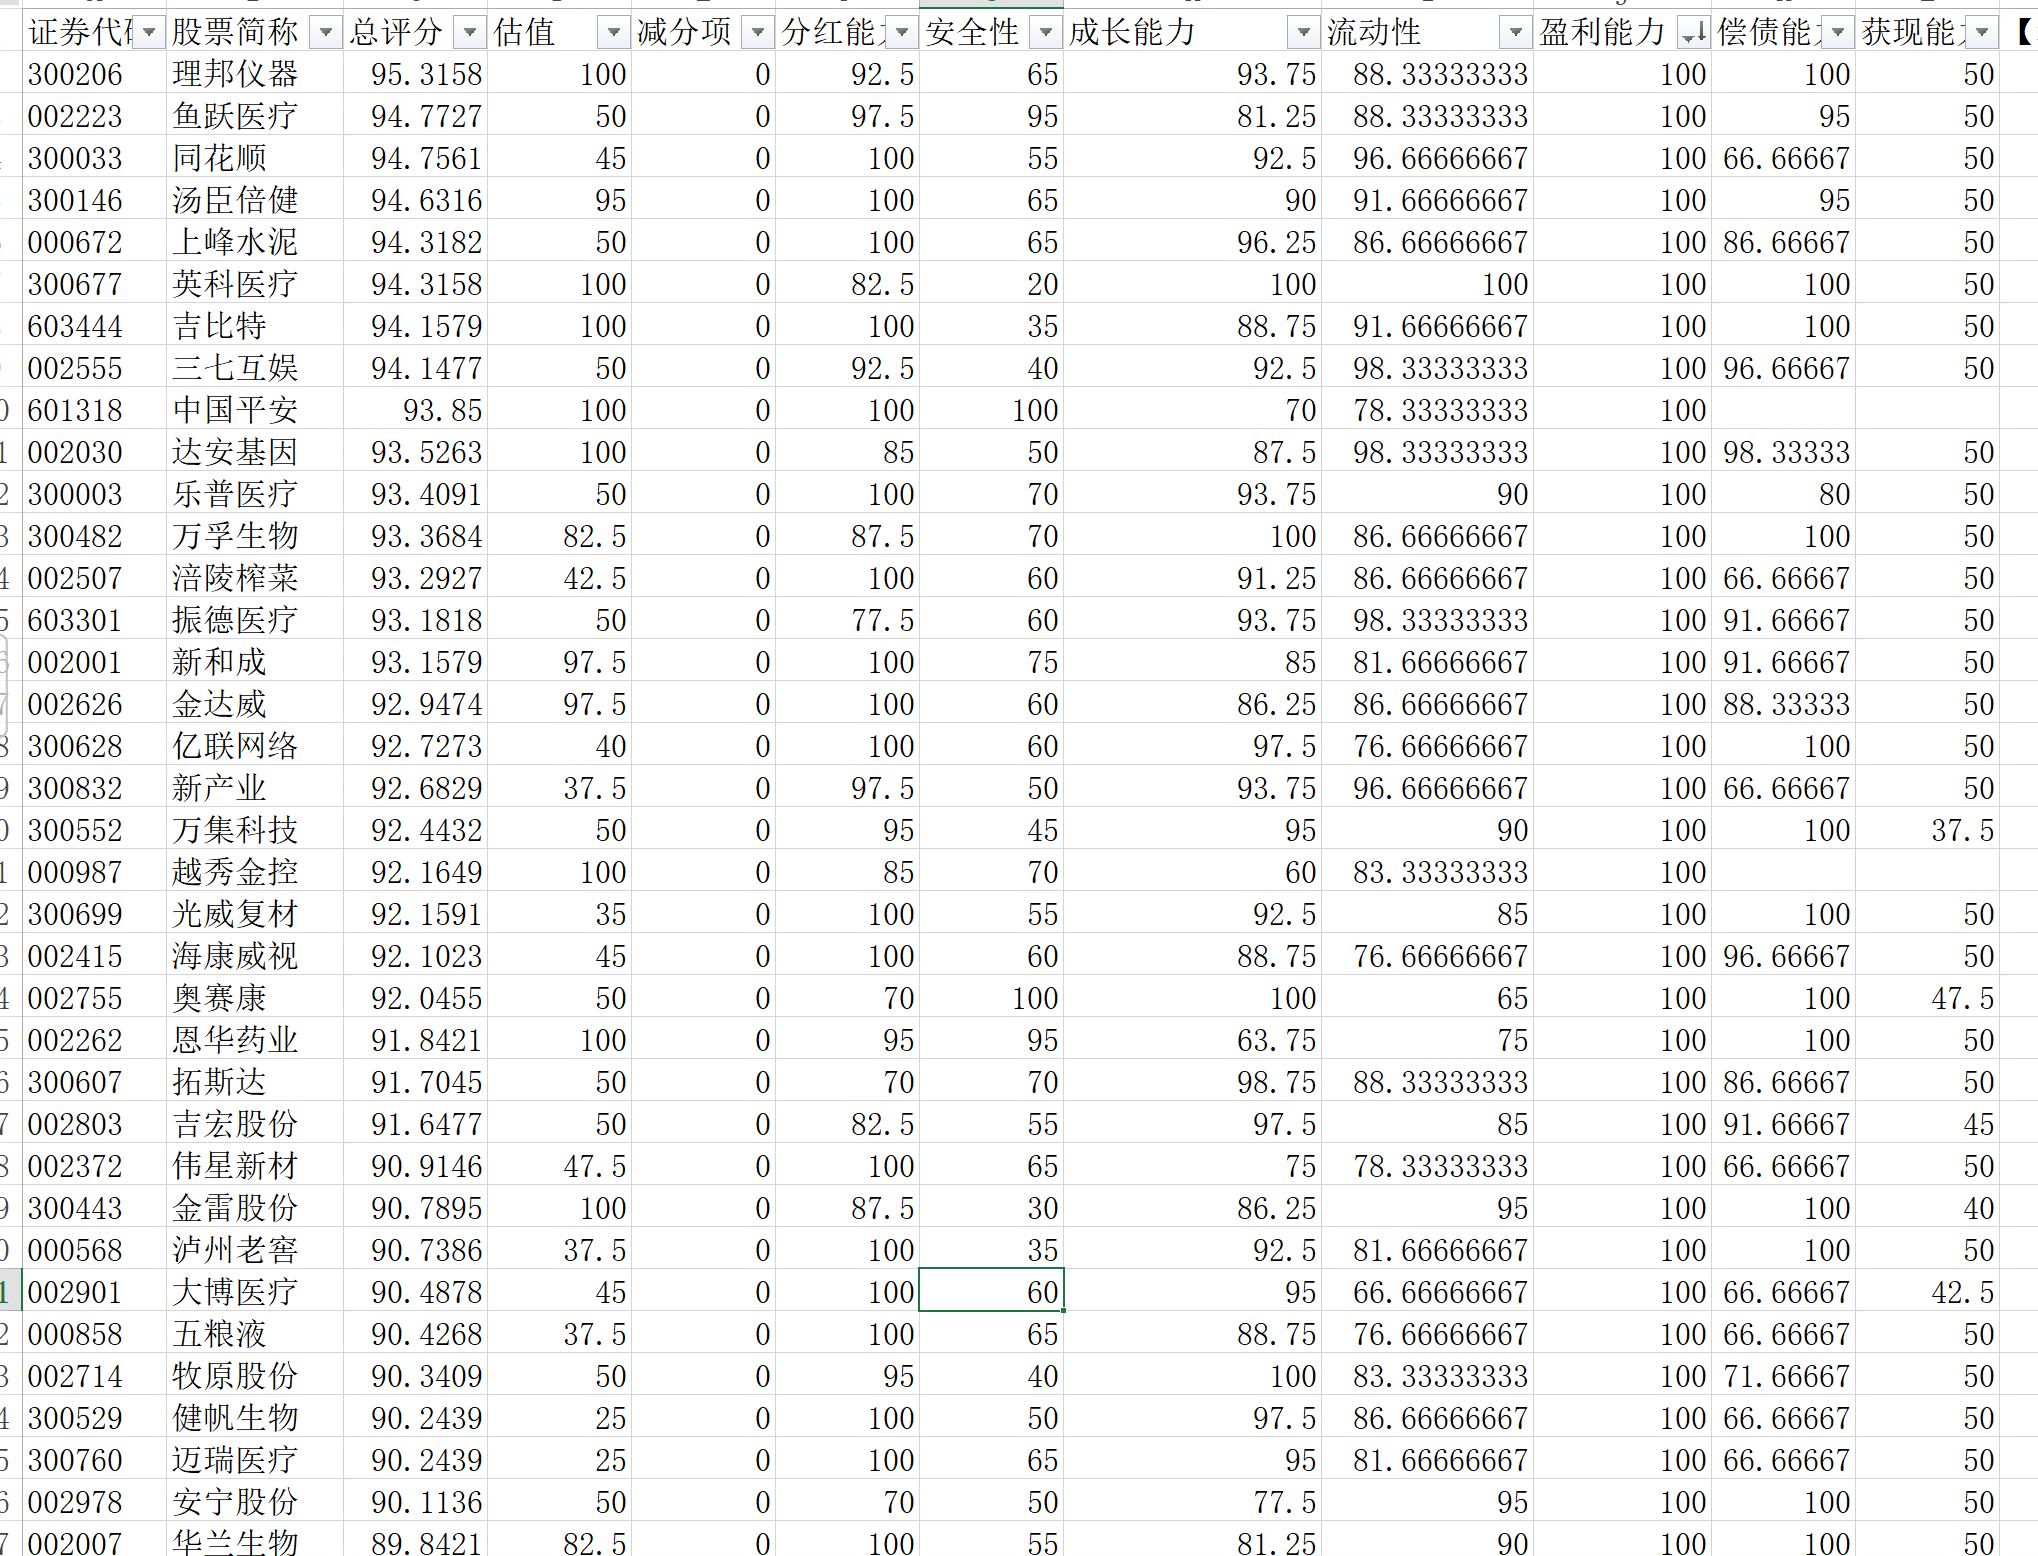 证券代 股票简称 总评分 估值 减分项 分红能 安全性 成长能力 流动性 盈利能力 偿债能 获现能 【
300206 理邦仪器 95.3158 100 0 92.5 65 93.75 88.33333333 100 100 50
002223 鱼跃医疗 94.7727 50 0 97.5 95 81.25 88.33333333 100 95 50
300033 同花顺 94.7561 45 0 100 55 92.5 96.66666667 100 66.66667 50
300146 汤臣倍健 94.6316 95 0 100 65 90 91.66666667 100 95 50
000672 上峰水泥 94.3182 50 0 100 65 96.25 86.66666667 100 86.66667 50
300677 英科医疗 94.3158 100 0 82.5 20 100 100 100 100 50
603444 吉比特 94.1579 100 0 100 35 88.75 91.66666667 100 100 50
002555 三七互娱 94.1477 50 0 92.5 40 92.5 98.33333333 100 96.66667 50
601318 中国平安 93.85 100 0 100 100 70 78.33333333 100
002030 达安基因 93.5263 100 0 85 50 87.5 98.33333333 100 98.33333 50
300003 乐普医疗 93.4091 50 0 100 70 93.75 90 100 80 50
300482 万孚生物 93.3684 82.5 0 87.5 70 100 86.66666667 100 100 50
002507 涪陵榨菜 93.2927 42.5 0 100 60 91.25 86.66666667 100 66.66667 50
603301 振德医疗 93.1818 50 0 77.5 60 93.75 98.33333333 100 91.66667 50
002001 新和成 93.1579 97.5 0 100 75 85 81.66666667 100 91.66667 50
002626 金达威 92.9474 97.5 0 100 60 86.25 86.66666667 100 88.33333 50
300628 亿联网络 92.7273 40 0 100 60 97.5 76.66666667 100 100 50
300832 新产业 92.6829 37.5 0 97.5 50 93.75 96.66666667 100 66.66667 50
300552 万集科技 92.4432 50 0 95 45 95 90 100 100 37.5
000987 越秀金控 92.1649 100 0 85 70 60 83.33333333 100
300699 光威复材 92.1591 35 0 100 55 92.5 85 100 100 50
002415 海康威视 92.1023 45 0 100 60 88.75 76.66666667 100 96.66667 50
002755 奥赛康 92.0455 50 0 70 100 100 65 100 100 47.5
002262 恩华药业 91.8421 100 0 95 95 63.75 75 100 100 50
300607 拓斯达 91.7045 50 0 70 70 98.75 88.33333333 100 86.66667 50
002803 吉宏股份 91.6477 50 0 82.5 55 97.5 85 100 91.66667 45
002372 伟星新材 90.9146 47.5 0 100 65 75 78.33333333 100 66.66667 50
300443 金雷股份 90.7895 100 0 87.5 30 86.25 95 100 100 40
000568 泸州老窖 90.7386 37.5 0 100 35 92.5 81.66666667 100 100 50
002901 大博医疗 90.4878 45 0 100 60 95 66.66666667 100 66.66667 42.5
000858 五粮液 90.4268 37.5 0 100 65 88.75 76.66666667 100 66.66667 50
002714 牧原股份 90.3409 50 0 95 40 100 83.33333333 100 71.66667 50
300529 健帆生物 90.2439 25 0 100 50 97.5 86.66666667 100 66.66667 50
300760 迈瑞医疗 90.2439 25 0 100 65 95 81.66666667 100 66.66667 50
002978 安宁股份 90.1136 50 0 70 50 77.5 95 100 100 50
002007 华兰生物 89.8421 82.5 0 100 55 81.25 90 100 100 50